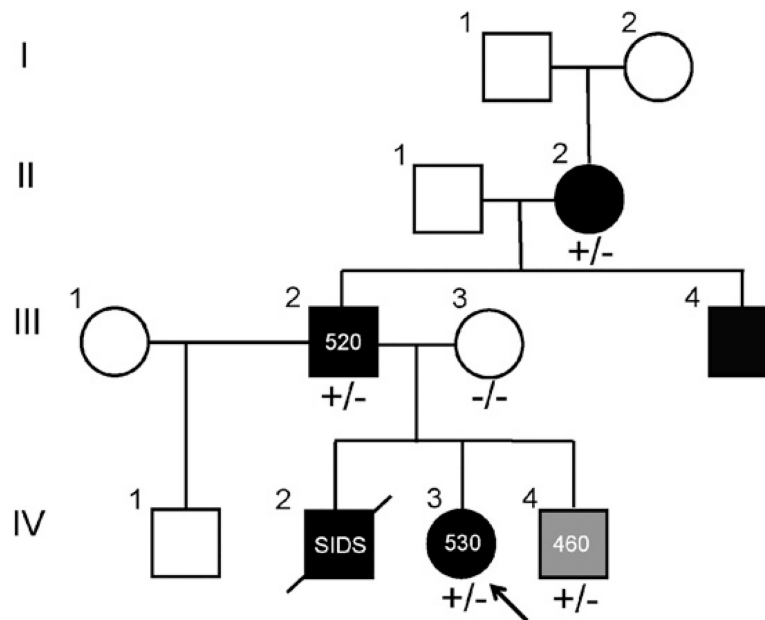 I 1 2
II 1 2
+/-
III 1 2 3 4
520
+/- -/-
IV 1 2 3 4
SIDS 530 460
+/- +/-